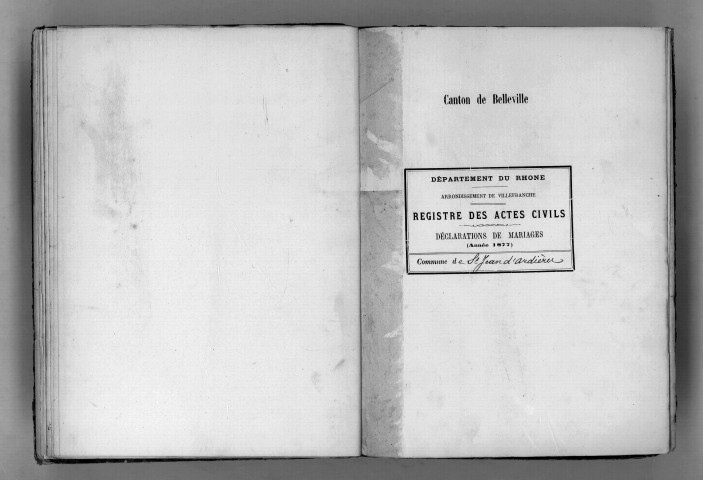 Canton de Belleville
DÉPARTEMENT DU RHONE
ARRONDISSEMENT DE VILLEFRANCHE
REGISTRE DES ACTES CIVILS
DÉCLARATIONS DE MARIAGES
(Année 1877)
Commune de St Jean d'ardières